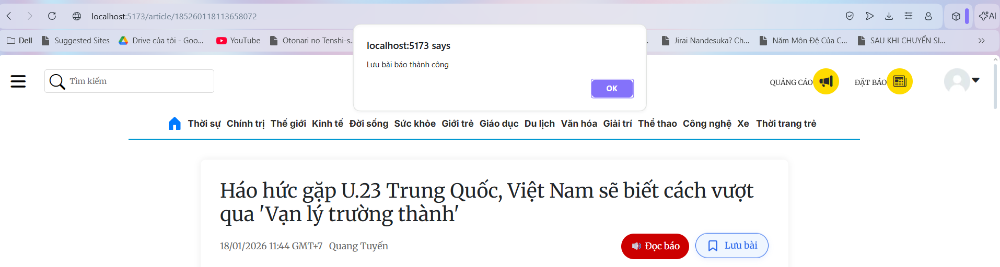 localhost:5173/article/185260118113658072
AI
Dell
Suggested Sites
Drive của tôi - Goo...
YouTube
Otonari no Tenshi-s...
Jirai Nandesuka? Ch...
Năm Môn Đệ Của C...
SAU KHI CHUYỂN SI...
localhost:5173 says
Lưu bài báo thành công
OK
Tìm kiếm
QUẢNG CÁO
ĐẶT BÁO
Thời sự Chính trị Thế giới Kinh tế Đời sống Sức khỏe Giới trẻ Giáo dục Du lịch Văn hóa Giải trí Thể thao Công nghệ Xe Thời trang trẻ
Háo hức gặp U.23 Trung Quốc, Việt Nam sẽ biết cách vượt
qua 'Vạn lý trường thành'
18/01/2026 11:44 GMT+7 Quang Tuyến
Đọc báo
Lưu bài